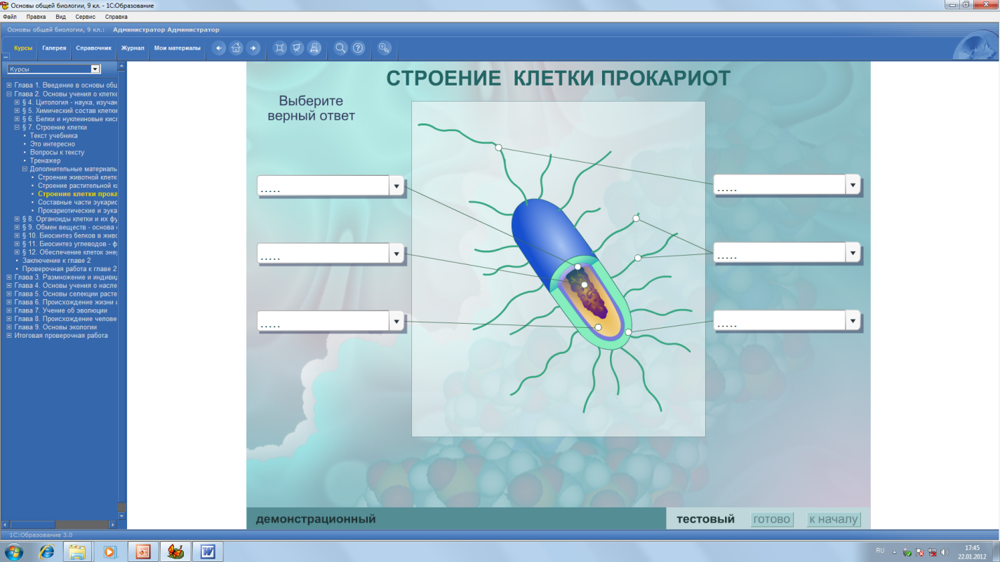 Основы общей биологии, 9 кл. - 1С:Образование
Файл Правка Вид Сервис Справка
Основы общей биологии, 9 кл.: Администратор Администратор
Курсы Галерея Справочник Журнал Мои материалы
Курсы
Глава 1. Введение в основы общ
Глава 2. Основы учения о клетке
§ 4. Цитология - наука, изучаю
§ 5. Химический состав клетки
§ 6. Белки и нуклеиновые кисл
§ 7. Строение клетки
Текст учебника
Это интересно
Вопросы к тексту
Тренажер
Дополнительные материаль
Строение животной клетк
Строение растительной к
Строение клетки прока
Составные части эукарис
Прокариотические и эука
§ 8. Органоиды клетки и их фу
§ 9. Обмен веществ - основа
§ 10. Биосинтез белков в живо
§ 11. Биосинтез углеводов - ф
§ 12. Обеспечение клеток эне
Заключение к главе 2
Проверочная работа к главе 2
Глава 3. Размножение и индивид
Глава 4. Основы учения о насле
Глава 5. Основы селекции расте
Глава 6. Происхождение жизни и
Глава 7. Учение об эволюции
Глава 8. Происхождение челове
Глава 9. Основы экологии
Итоговая проверочная работа
СТРОЕНИЕ КЛЕТКИ ПРОКАРИОТ
Выберите
верный ответ
.....
.....
.....
.....
.....
.....
демонстрационный
тестовый готово к началу
1С:Образование 3.0
RU
17:45
22.01.2012